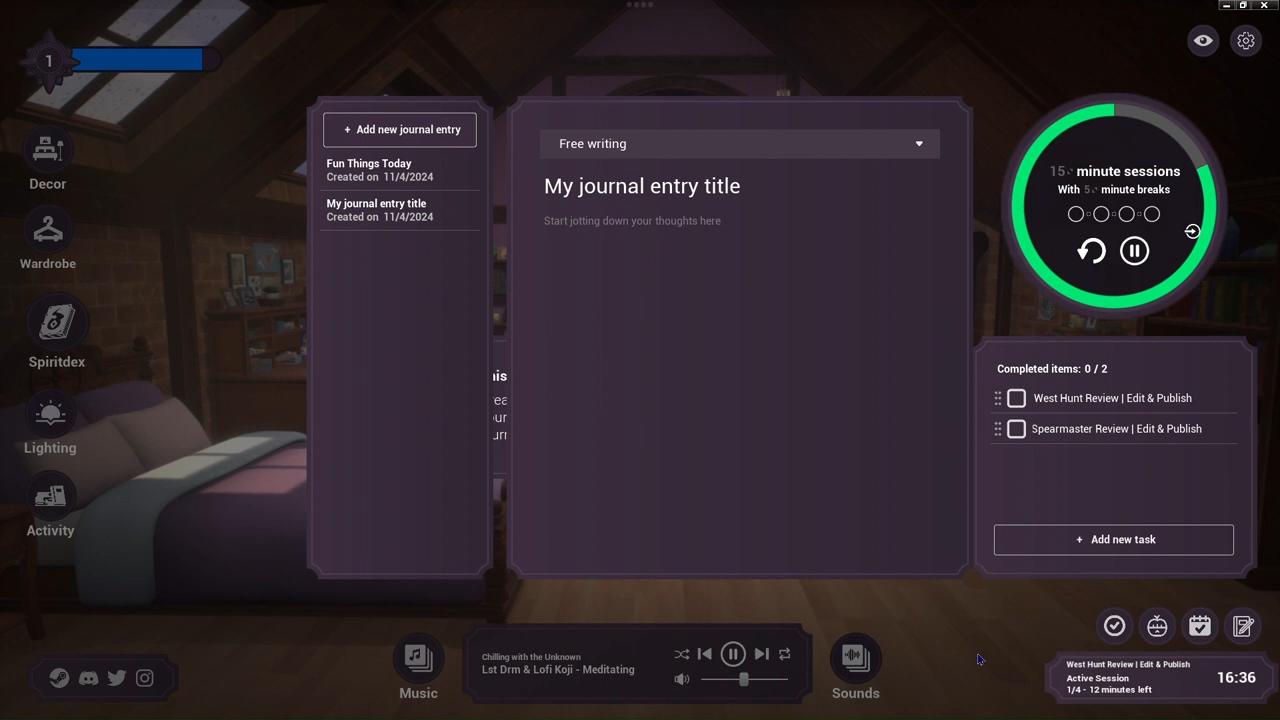 1
Decor
Wardrobe
Spiritdex
Lighting
Activity
+ Add new journal entry
Fun Things Today
Created on 11/4/2024
My journal entry title
Created on 11/4/2024
Free writing
My journal entry title
Start jotting down your thoughts here
15 minute sessions
With 5 minute breaks
Completed items: 0 / 2
West Hunt Review | Edit & Publish
Spearmaster Review | Edit & Publish
+ Add new task
Music
Chilling with the Unknown
Lst Drm & Lofi Koji - Meditating
Sounds
West Hunt Review | Edit & Publish
Active Session
1/4 - 12 minutes left
16:36